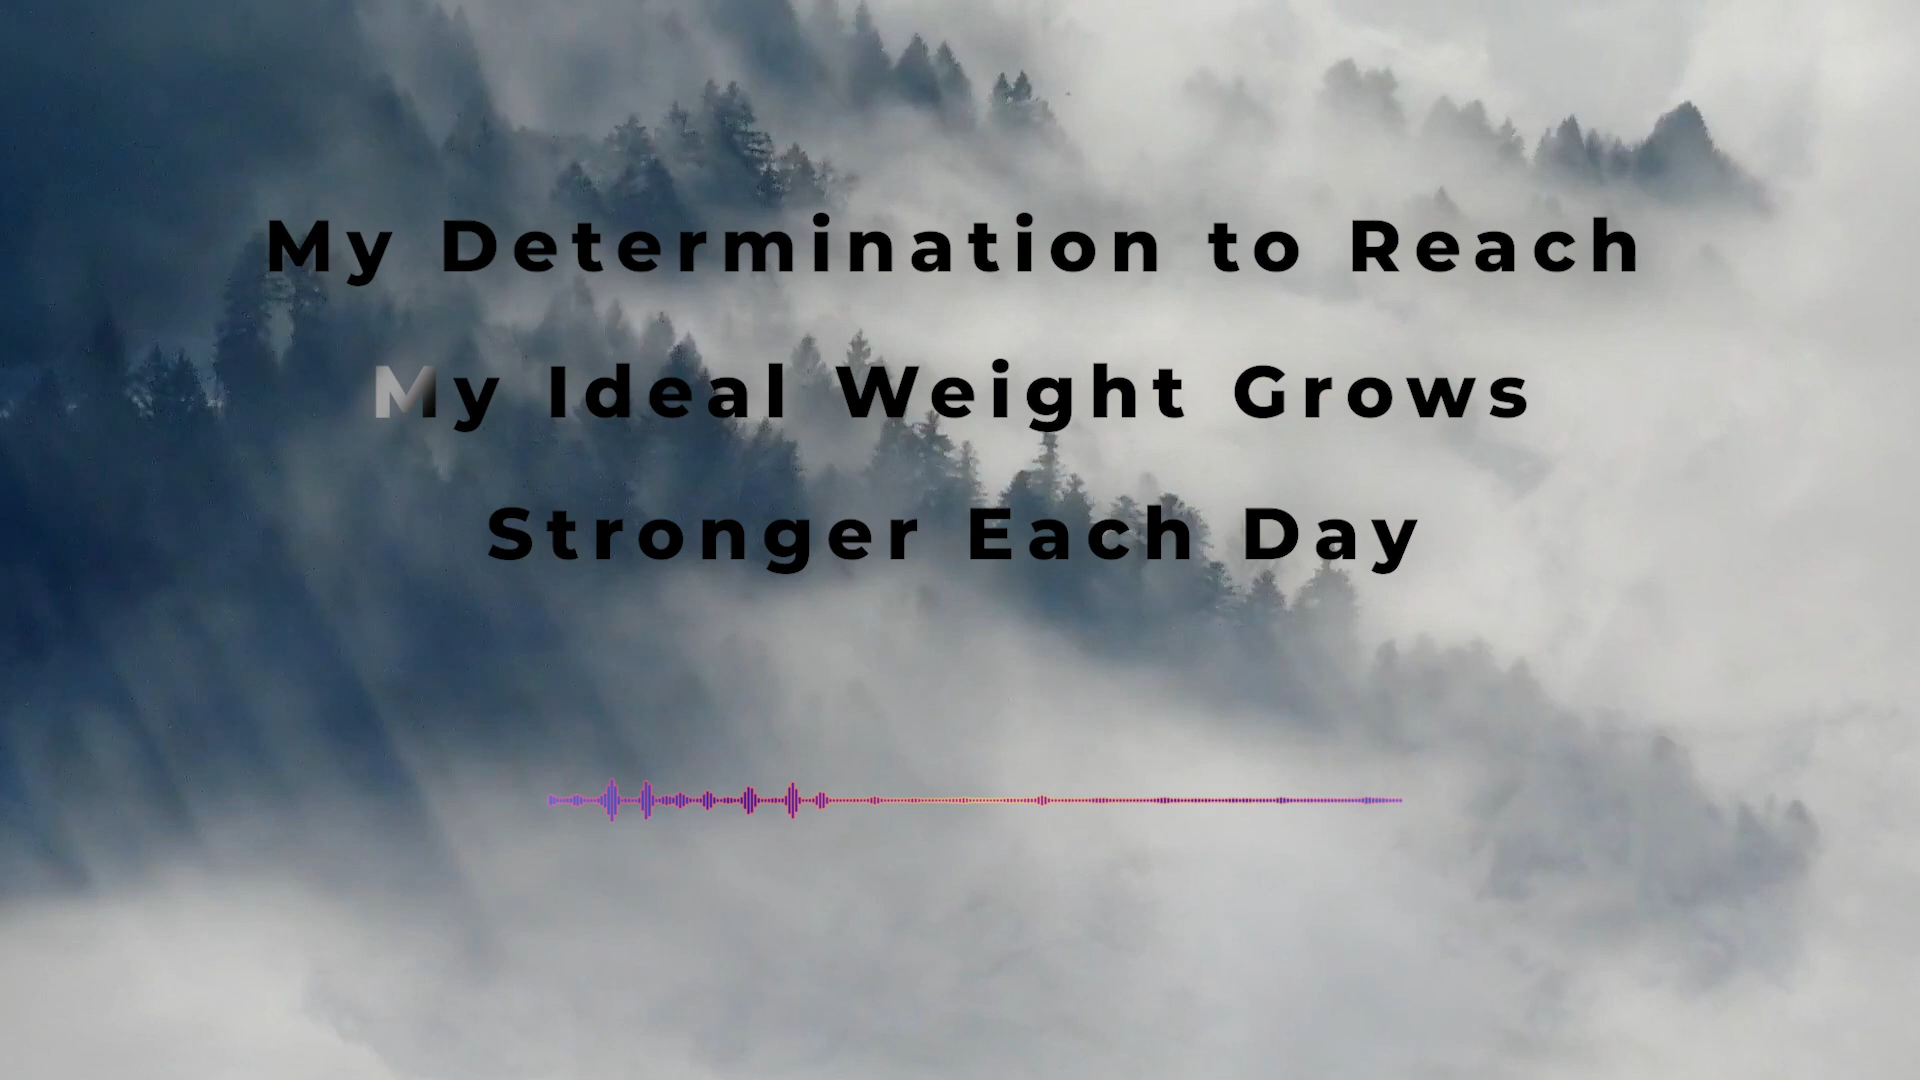 My Determination to Reach
My Ideal Weight Grows
Stronger Each Day